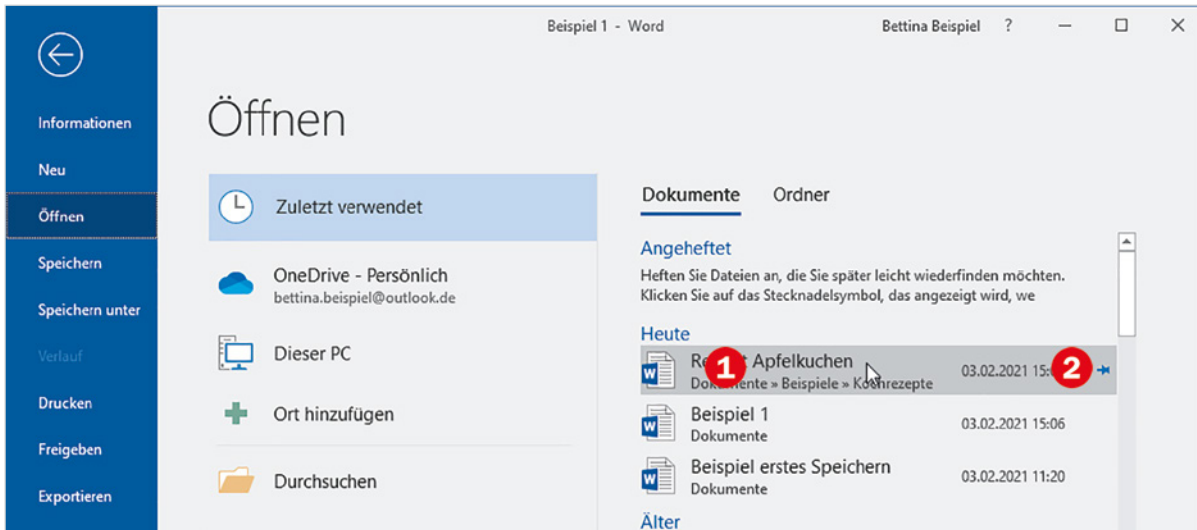 Beispiel 1 - Word
Bettina Beispiel ?
Informationen
Neu
Öffnen
Speichern
Speichern unter
Verlauf
Drucken
Freigeben
Exportieren
Öffnen
Zuletzt verwendet
OneDrive - Persönlich
bettina.beispiel@outlook.de
Dieser PC
Ort hinzufügen
Durchsuchen
Dokumente Ordner
Angeheftet
Heften Sie Dateien an, die Sie später leicht wiederfinden möchten.
Klicken Sie auf das Stecknadelsymbol, das angezeigt wird, we
Heute
1 Apfelkuchen
03.02.2021 2
» Beispiele » Kochrezepte
Beispiel 1
03.02.2021 15:06
Dokumente
Beispiel erstes Speichern
03.02.2021 11:20
Dokumente
Älter